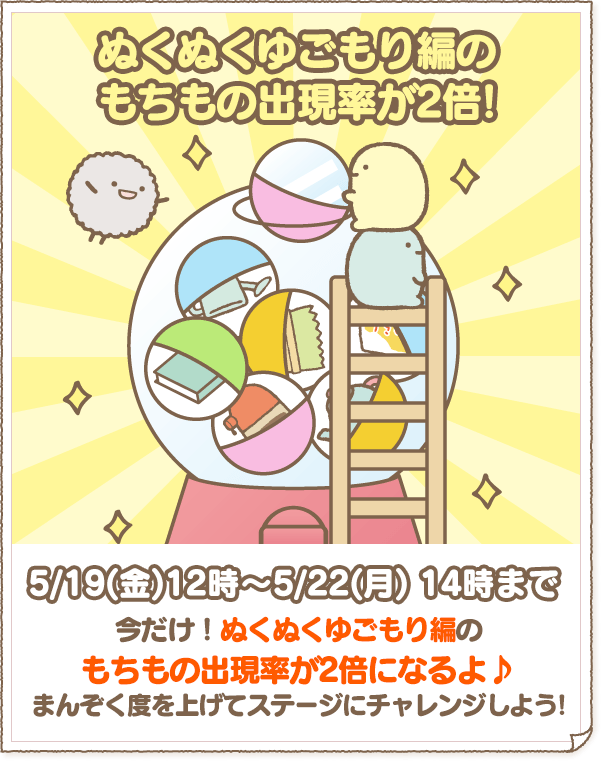 ぬくぬくゆごもり編の
もちもの出現率が2倍!
5/19(金)12時〜5/22(月) 14時まで
今だけ！ぬくぬくゆごもり編の
もちもの出現率が2倍になるよ♪
まんぞく度を上げてステージにチャレンジしよう!